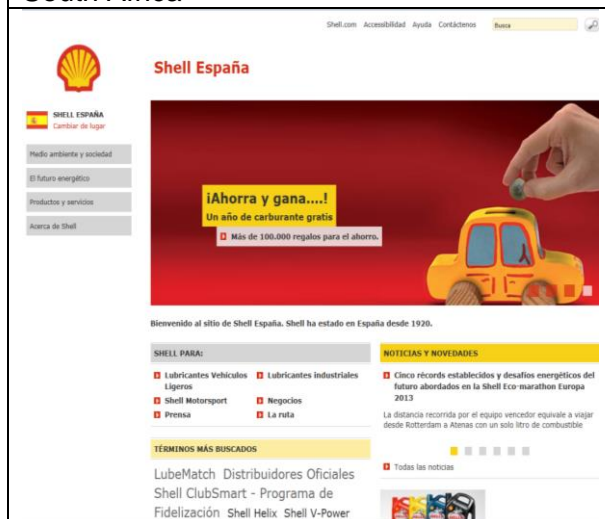 South Africa
Shell.com Accessibilidad Ayuda Contáctenos Busca
Shell España
SHELL ESPAÑA
Cambiar de lugar
Medio ambiente y sociedad
El futuro energético
Productos y servicios
Acerca de Shell
¡Ahorra y gana....!
Un año de carburante gratis
Más de 100.000 regalos para el ahorro.
Bienvenido al sitio de Shell España. Shell ha estado en España desde 1920.
SHELL PARA:
Lubricantes Vehículos
Ligeros
Shell Motorsport
Prensa
Lubricantes industriales
Negocios
La ruta
TÉRMINOS MÁS BUSCADOS
LubeMatch Distribuidores Oficiales
Shell ClubSmart - Programa de
Fidelización Shell Helix Shell V-Power
NOTICIAS Y NOVEDADES
Cinco récords establecidos y desafíos energéticos del
futuro abordados en la Shell Eco-marathon Europa
2013
La distancia recorrida por el equipo vencedor equivale a viajar
desde Rotterdam a Atenas con un solo litro de combustible
Todas las noticias